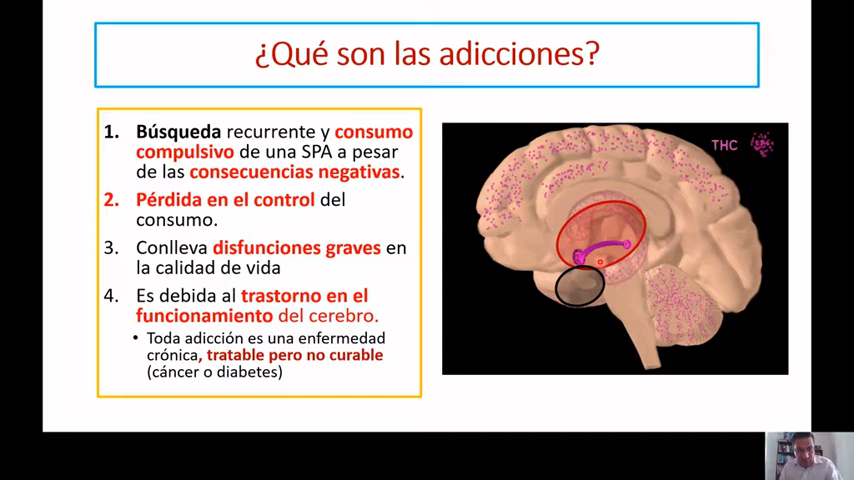 ¿Qué son las adicciones?
1. Búsqueda recurrente y consumo
compulsivo de una SPA a pesar
de las consecuencias negativas.
2. Pérdida en el control del
consumo.
3. Conlleva disfunciones graves en
la calidad de vida
4. Es debida al trastorno en el
funcionamiento del cerebro.
• Toda adicción es una enfermedad
crónica, tratable pero no curable
(cáncer o diabetes)
THC